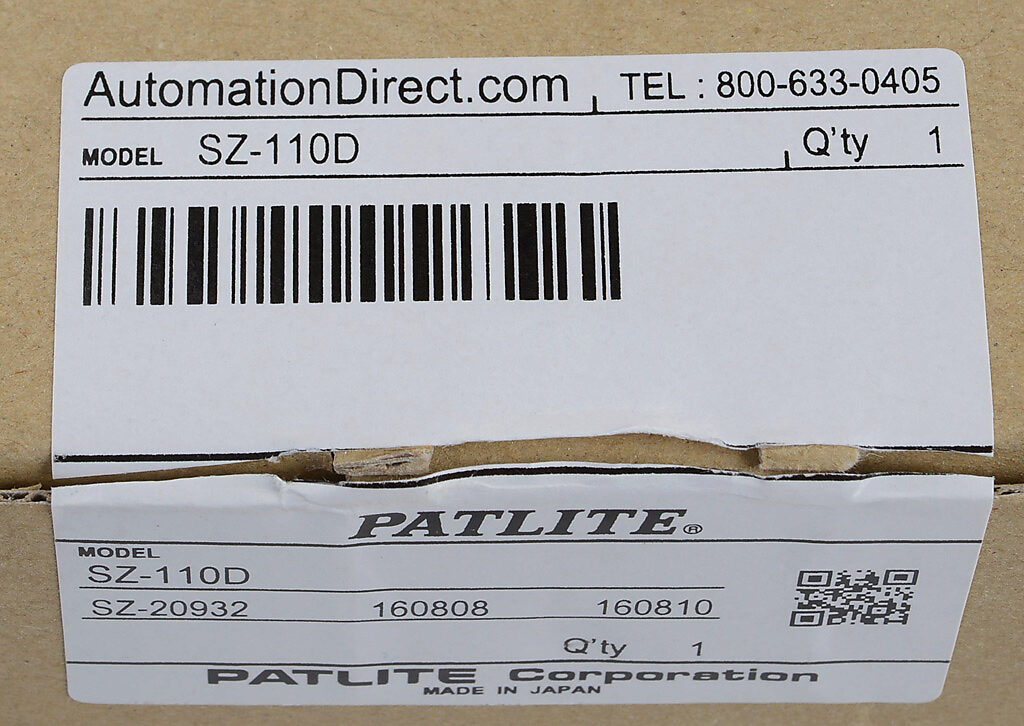 AutomationDirect.com TEL : 800-633-0405
MODEL SZ-110D Q'ty 1
PATLITE®
MODEL
SZ-110D
SZ-20932 160808 160810
Q'ty 1
PATLITE Corporation
MADE IN JAPAN